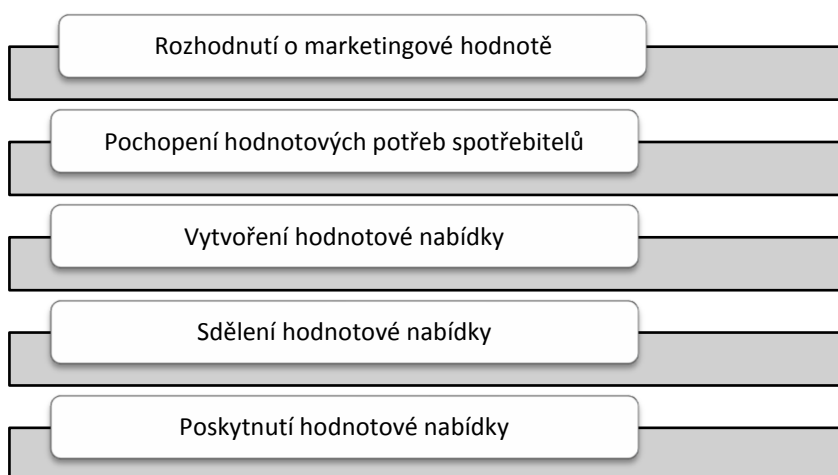 Rozhodnutí o marketingové hodnotě
Pochopení hodnotových potřeb spotřebitelů
Vytvoření hodnotové nabídky
Sdělení hodnotové nabídky
Poskytnutí hodnotové nabídky